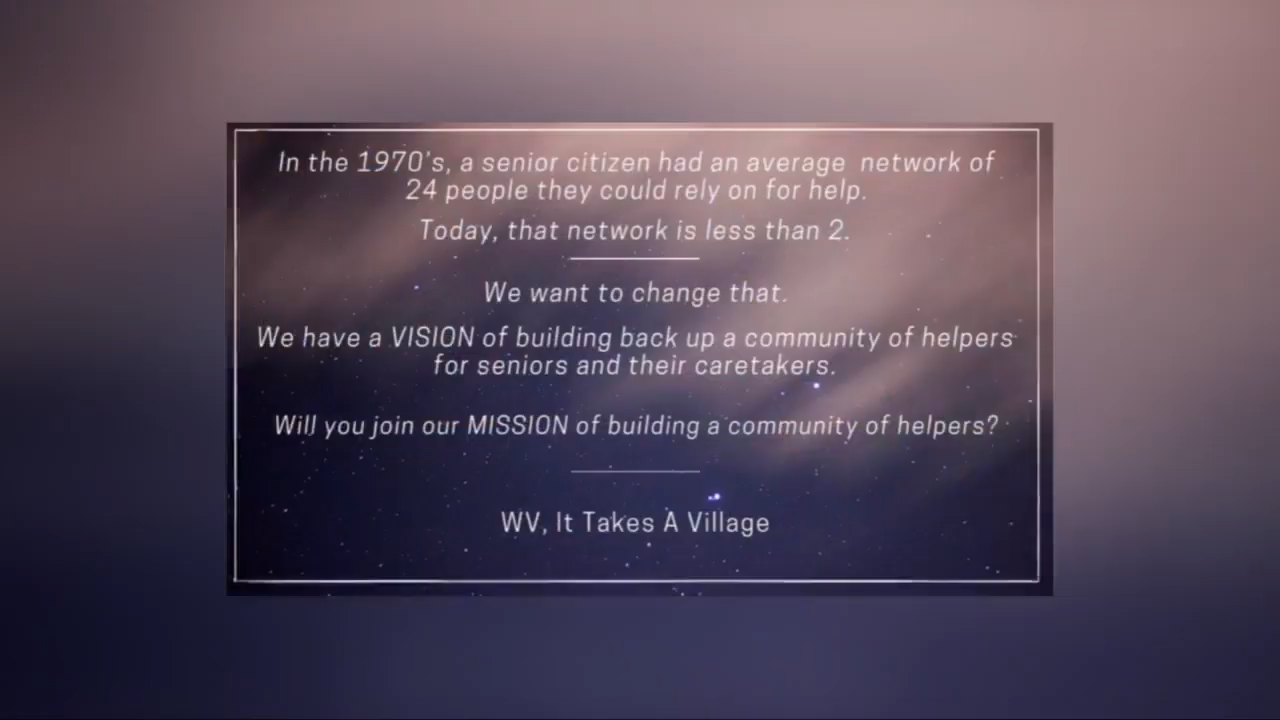 In the 1970's, a senior citizen had an average network of
24 people they could rely on for help.
Today, that network is less than 2.
We want to change that.
We have a VISION of building back up a community of helpers
for seniors and their caretakers.
Will you join our MISSION of building a community of helpers?
WV, It Takes A Village